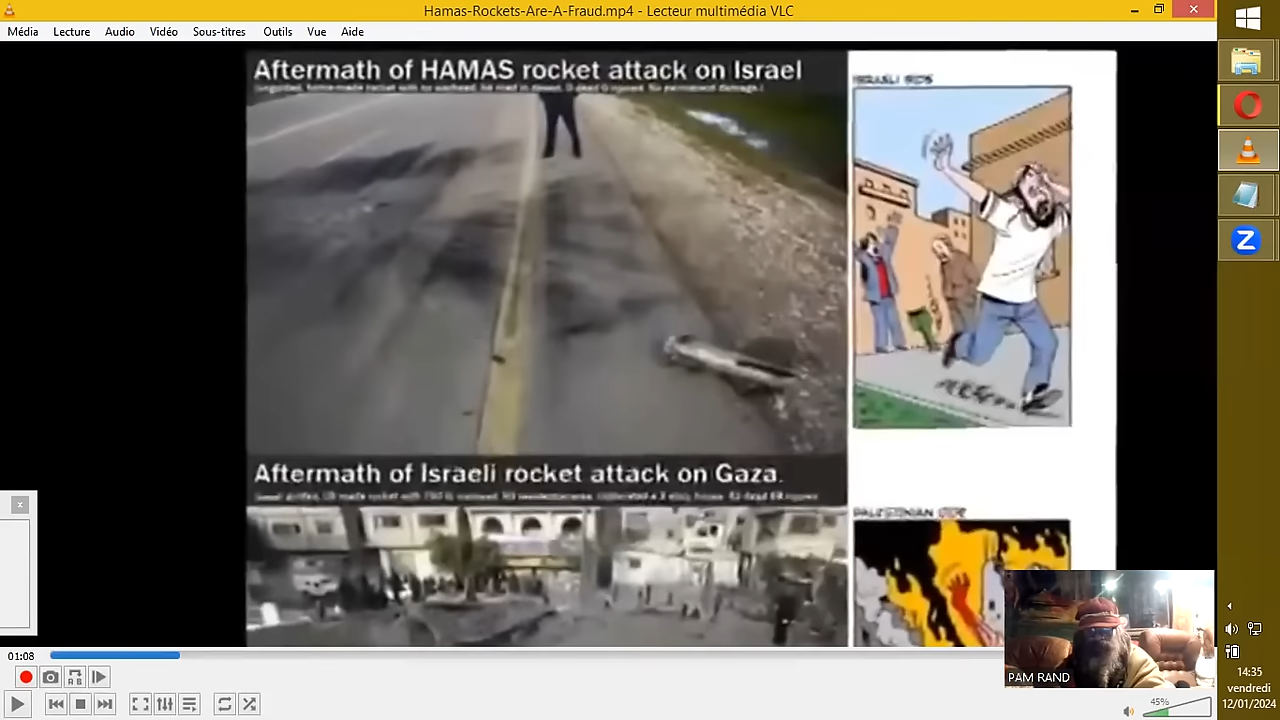 Hamas-Rockets-Are-A-Fraud.mp4 - Lecteur multimédia VLC
Média Lecture Audio Vidéo Sous-titres Outils Vue Aide
Aftermath of HAMAS rocket attack on Israel
ISRAELI
Aftermath of Israeli rocket attack on Gaza.
PALESTINIAN
PAM RAND
01:08
45%
14:35
vendredi
12/01/2024